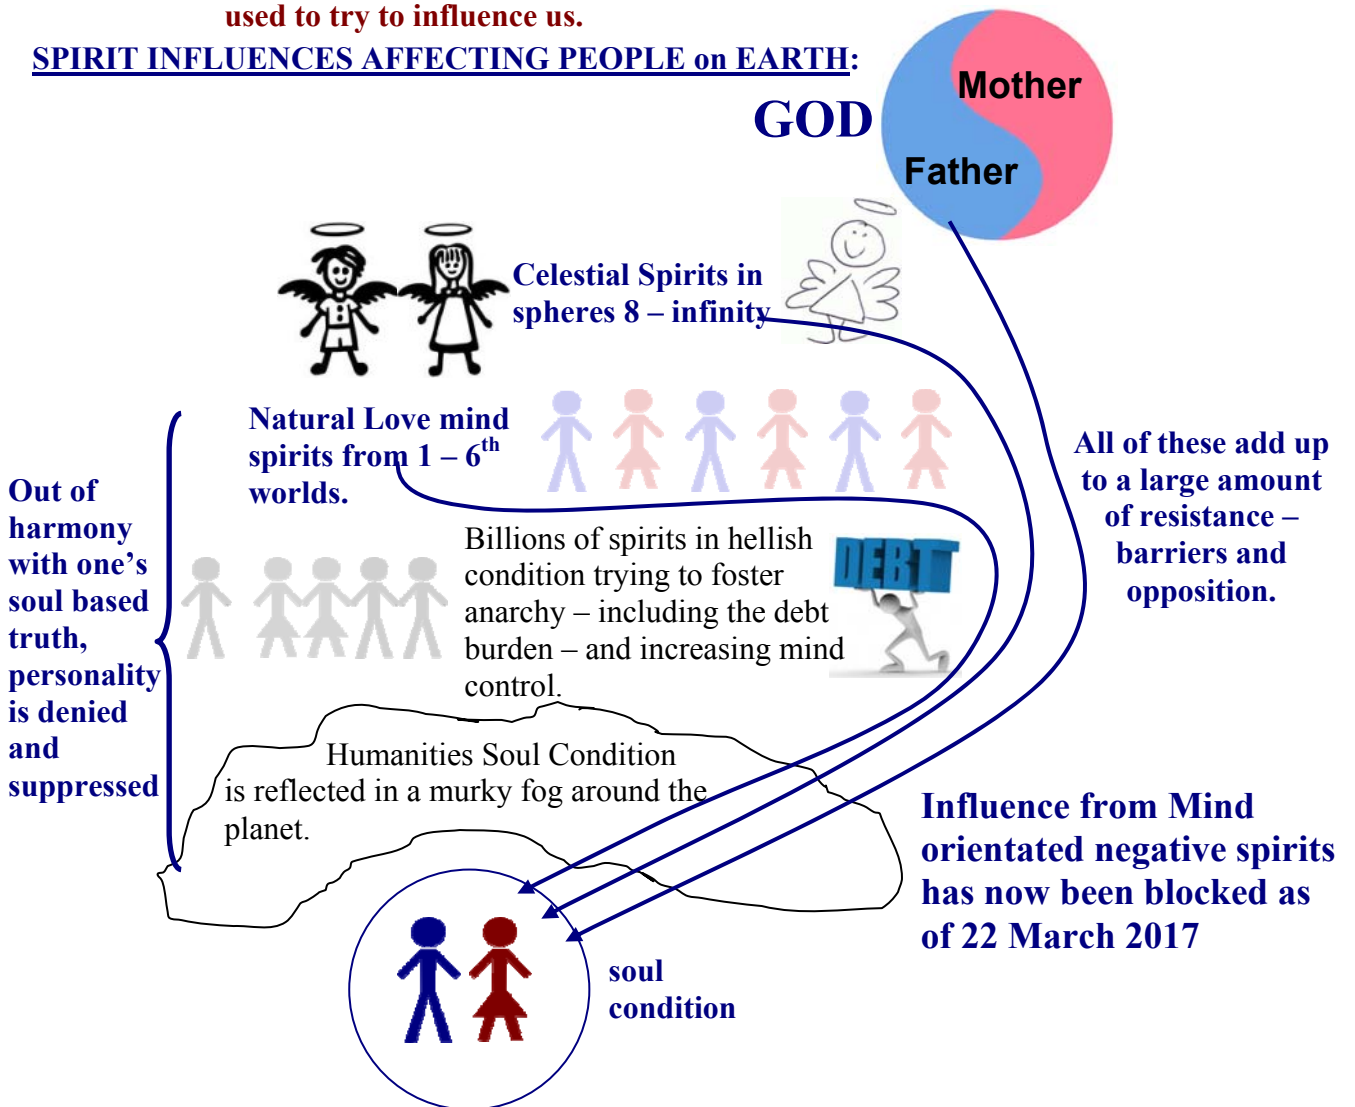 used to try to influence us.
SPIRIT INFLUENCES AFFECTING PEOPLE on EARTH:
GOD
Mother
Father
Celestial Spirits in
spheres 8 – infinity
Natural Love mind
spirits from 1 – 6th
worlds.
All of these add up
to a large amount
of resistance –
barriers and
opposition.
Out of
harmony
with one's
soul based
truth,
personality
is denied
and
suppressed
Billions of spirits in hellish
condition trying to foster
anarchy – including the debt
burden – and increasing mind
control.
DEBT
Humanities Soul Condition
is reflected in a murky fog around the
planet.
Influence from Mind
orientated negative spirits
has now been blocked as
of 22 March 2017
soul
condition